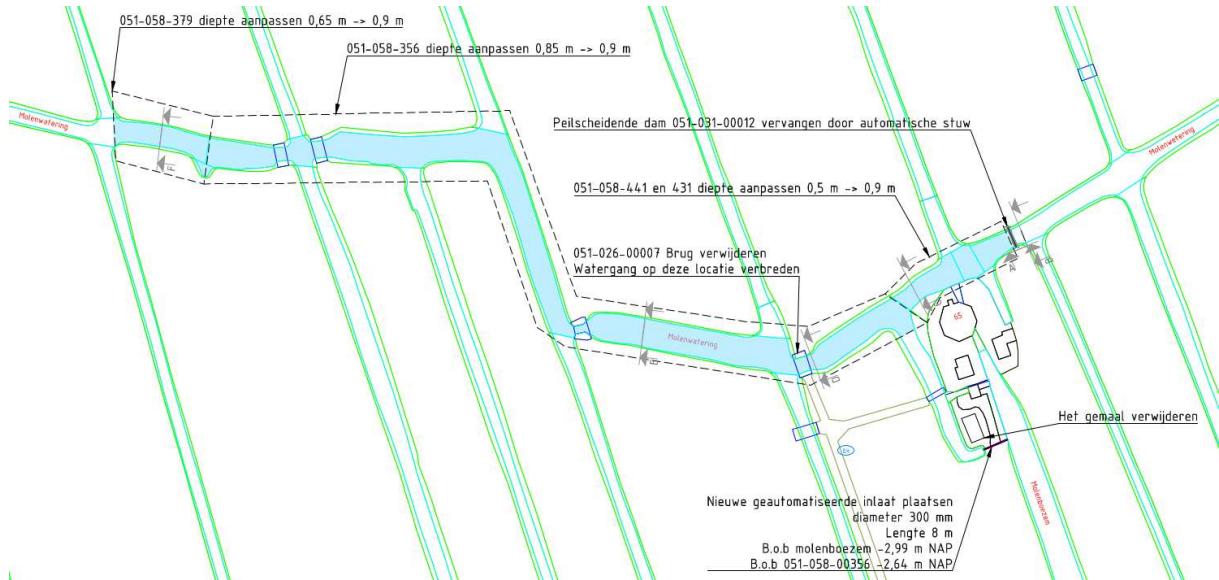 051-058-379 diepte aanpassen 0,65 m -> 0,9 m
051-058-356 diepte aanpassen 0,85 m -> 0,9 m
Molenwatering
Peilscheidende dam 051-031-00012 vervangen door automatische stuw
Molenwatering
051-058-441 en 431 diepte aanpassen 0,5 m -> 0,9 m
051-026-00007 Brug verwijderen
Watergang op deze locatie verbreden
65
Molenwatering
Het gemaal verwijderen
Molenboezem
Nieuwe geautomatiseerde inlaat plaatsen
diameter 300 mm
Lengte 8 m
B.o.b molenboezem -2,99 m NAP
B.o.b 051-058-00356 -2,64 m NAP